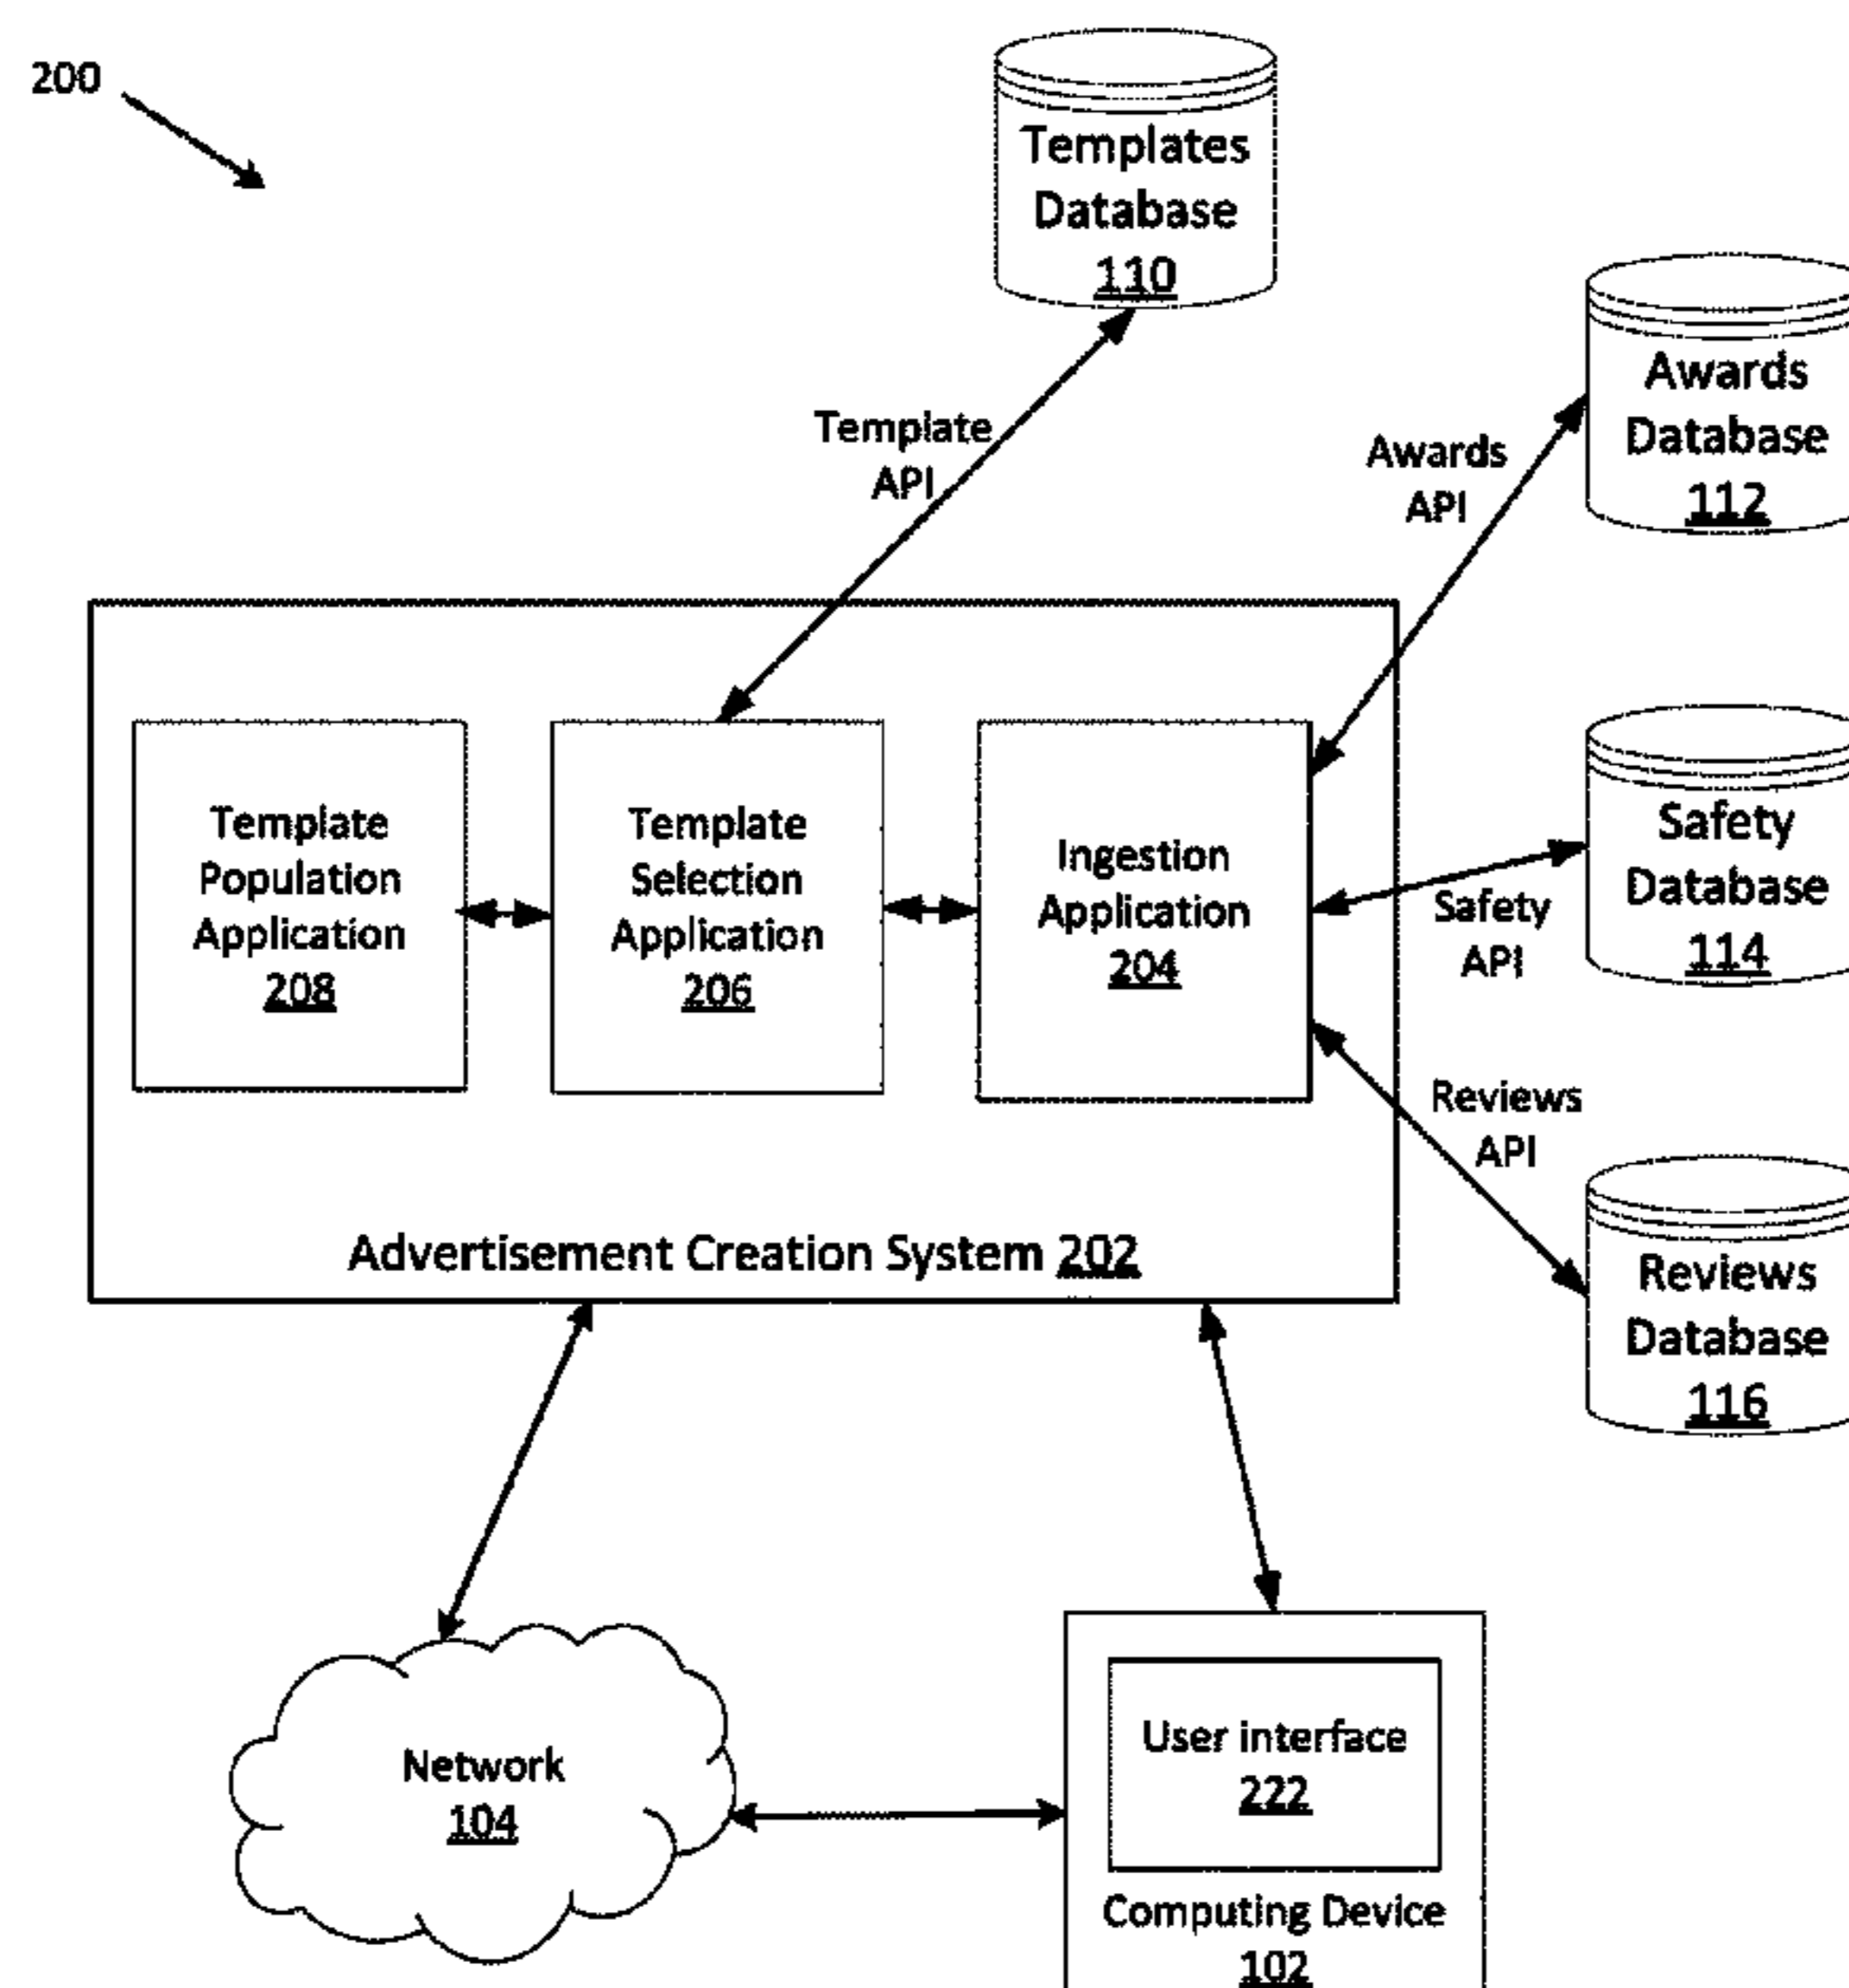 200
Templates
Database
110
Template
API
Awards
API
Awards
Database
112
Template
Population
Application
208
Template
Selection
Application
206
Ingestion
Application
204
Safety
API
Safety
Database
114
Reviews
API
Reviews
Database
116
Advertisement Creation System 202
Network
104
User interface
222
Computing Device
102